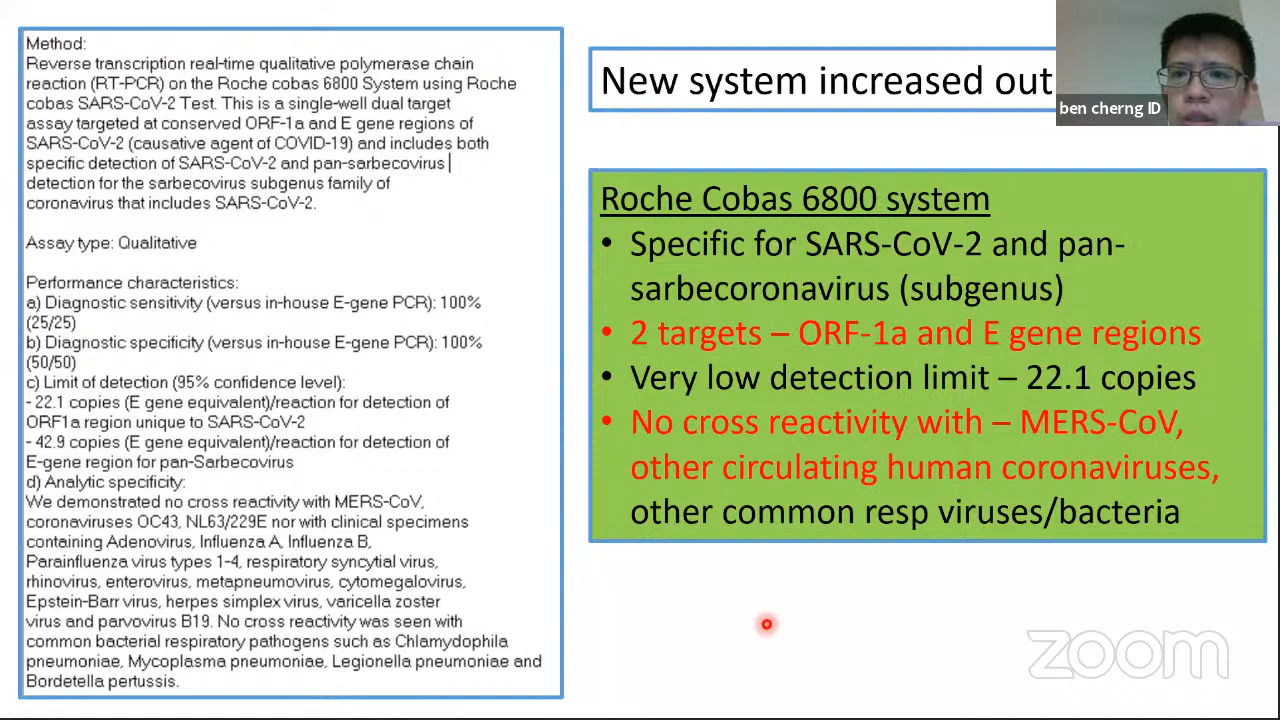 Method:
Reverse transcription real-time qualitative polymerase chain
reaction (RT-PCR) on the Roche cobas 6800 System using Roche
cobas SARS-CoV-2 Test. This is a single-well dual target
assay targeted at conserved ORF-1a and E gene regions of
SARS-CoV-2 (causative agent of COVID-19) and includes both
specific detection of SARS-CoV-2 and pan-sarbecovirus
detection for the sarbecovirus subgenus family of
coronavirus that includes SARS-CoV-2.
Assay type: Qualitative
Performance characteristics:
a) Diagnostic sensitivity (versus in-house E-gene PCR): 100%
(25/25)
b) Diagnostic specificity (versus in-house E-gene PCR): 100%
(50/50)
c) Limit of detection (95% confidence level):
- 22.1 copies (E gene equivalent)/reaction for detection of
ORF1a region unique to SARS-CoV-2
- 42.9 copies (E gene equivalent)/reaction for detection of
E-gene region for pan-Sarbecovirus
d) Analytic specificity:
We demonstrated no cross reactivity with MERS-CoV,
coronaviruses OC43, NL63/229E nor with clinical specimens
containing Adenovirus, Influenza A, Influenza B,
Parainfluenza virus types 1-4, respiratory syncytial virus,
rhinovirus, enterovirus, metapneumovirus, cytomegalovirus,
Epstein-Barr virus, herpes simplex virus, varicella zoster
virus and parvovirus B19. No cross reactivity was seen with
common bacterial respiratory pathogens such as Chlamydophila
pneumoniae, Mycoplasma pneumoniae, Legionella pneumoniae and
Bordetella pertussis.
New system increased out
ben cherng ID
Roche Cobas 6800 system
• Specific for SARS-CoV-2 and pan-
sarbecoronavirus (subgenus)
• 2 targets – ORF-1a and E gene regions
• Very low detection limit – 22.1 copies
• No cross reactivity with – MERS-CoV,
other circulating human coronaviruses,
other common resp viruses/bacteria
zoom